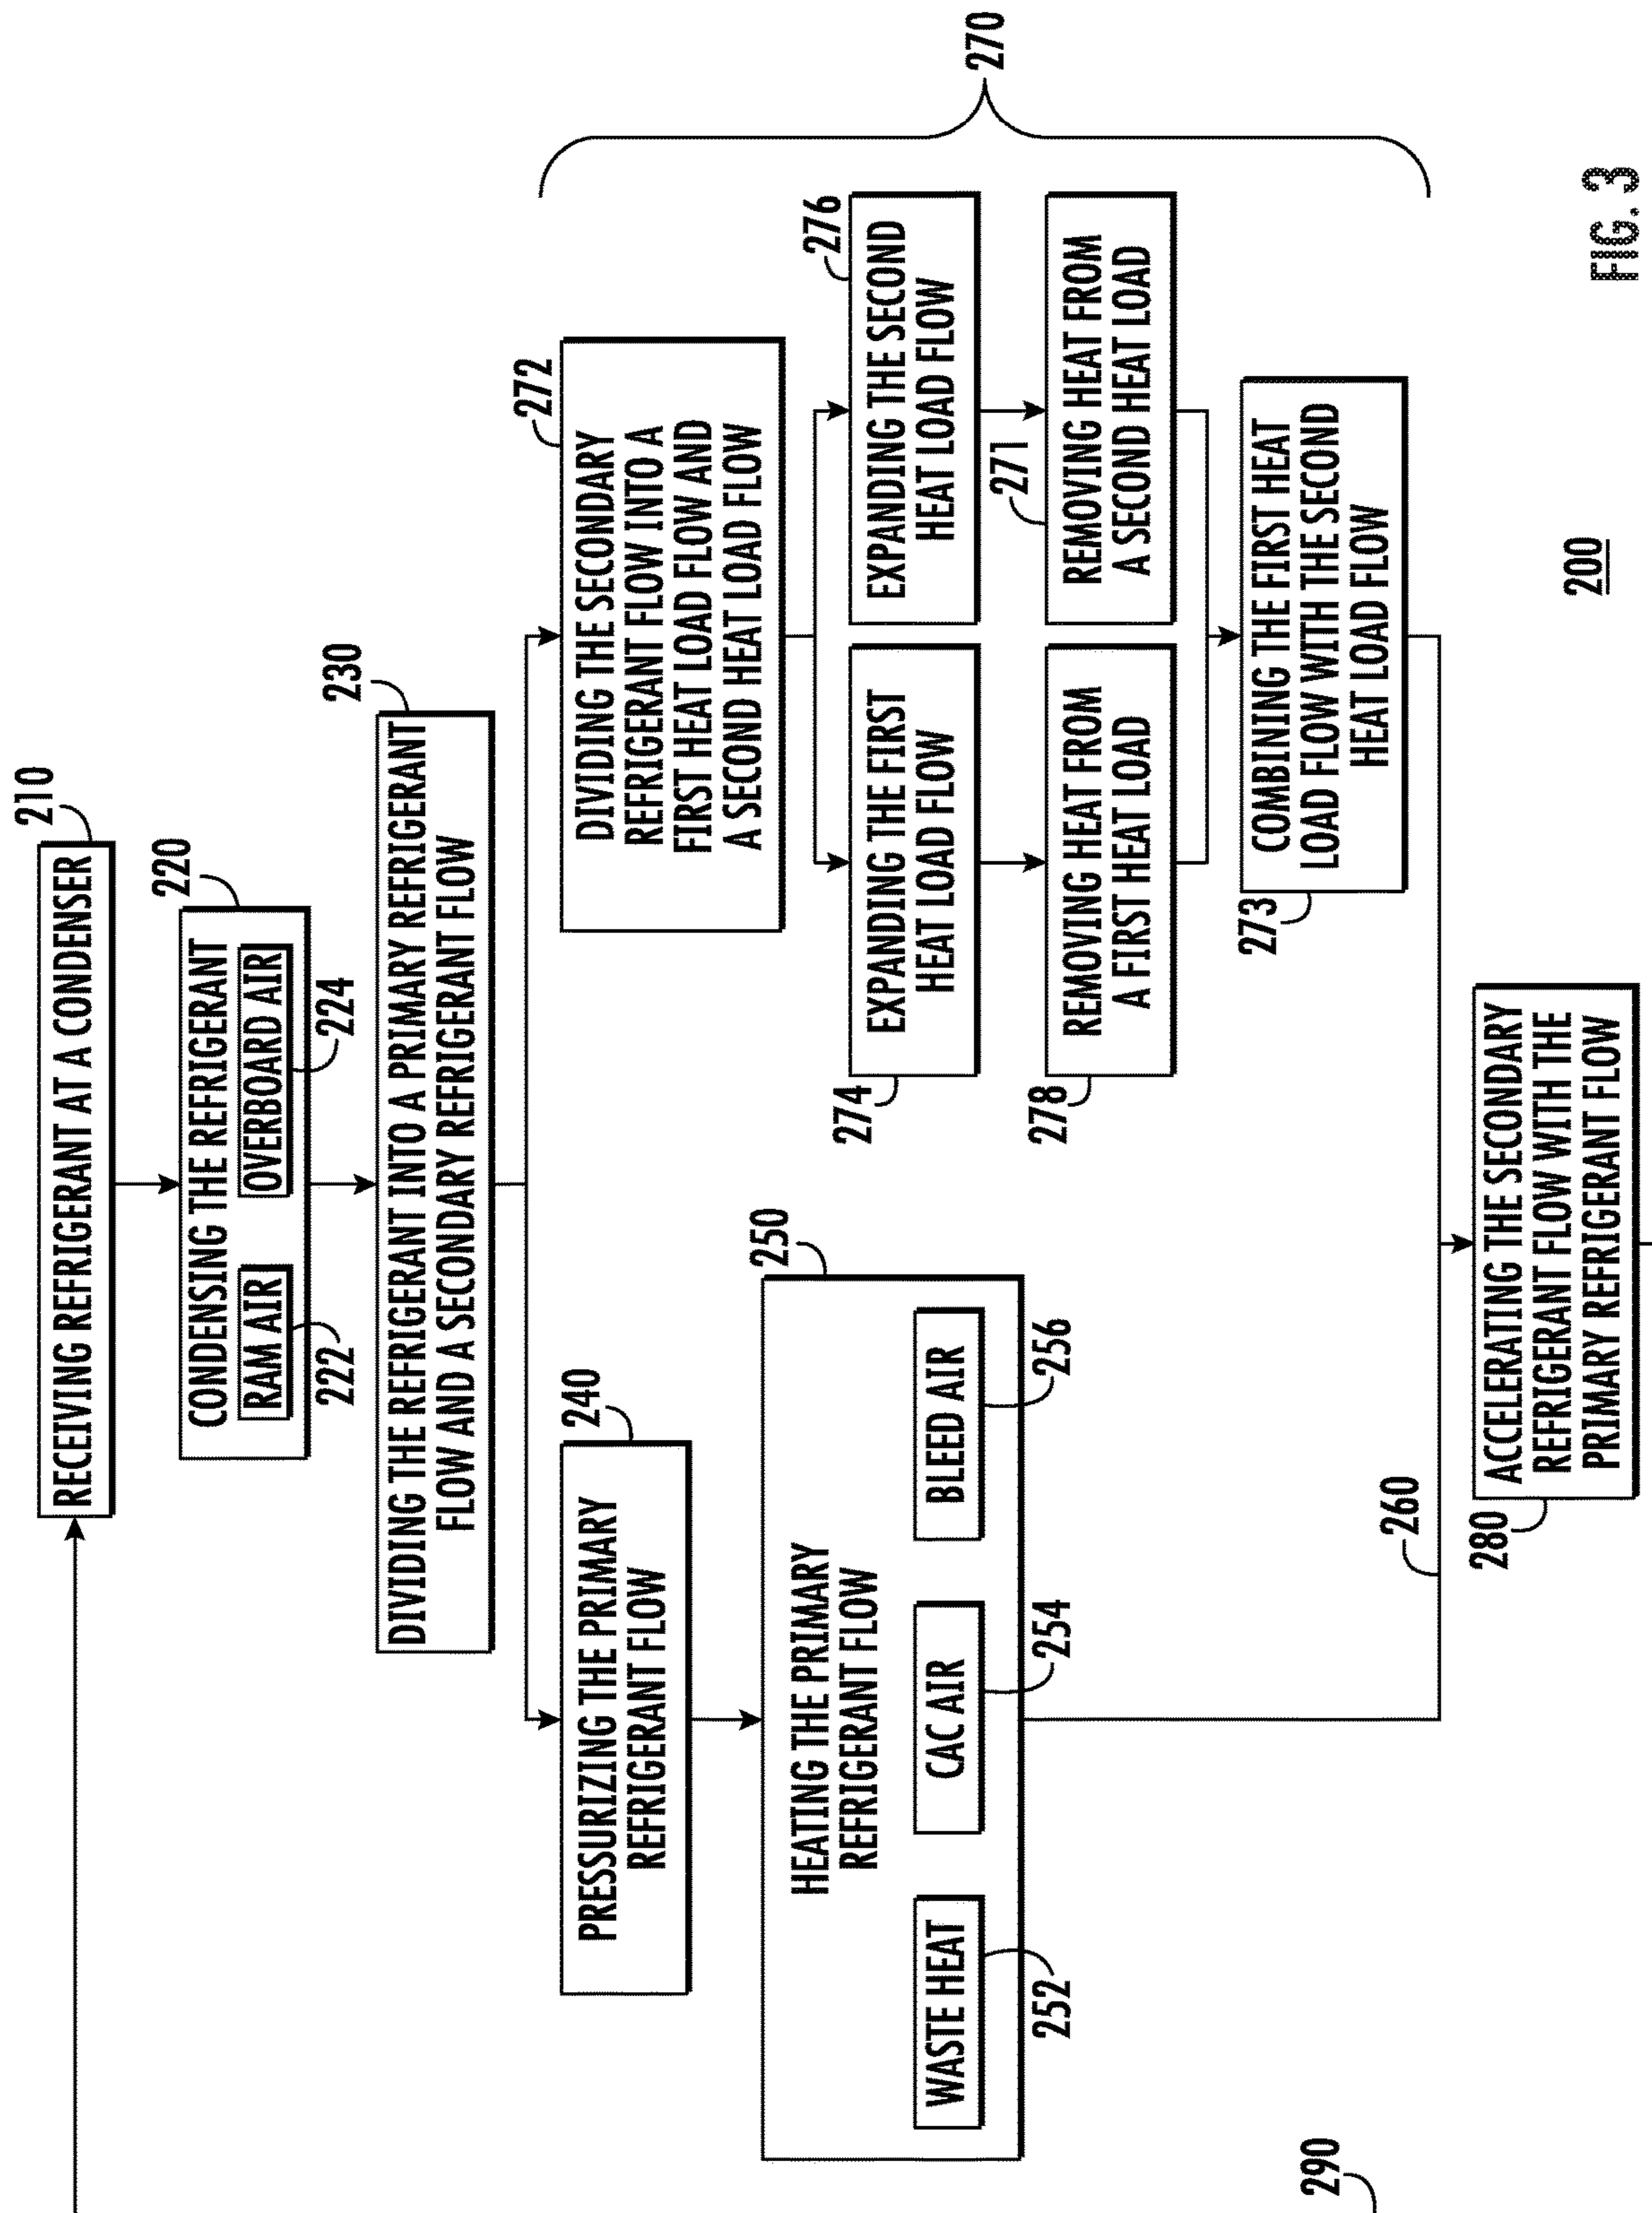 210
RECEIVING REFRIGERANT AT A CONDENSER
220
CONDENSING THE REFRIGERANT
RAM AIR
OVERBOARD AIR
222
224
230
DIVIDING THE REFRIGERANT INTO A PRIMARY REFRIGERANT
FLOW AND A SECONDARY REFRIGERANT FLOW
240
PRESSURIZING THE PRIMARY
REFRIGERANT FLOW
250
HEATING THE PRIMARY
REFRIGERANT FLOW
WASTE HEAT
CAC AIR
BLEED AIR
252
254
256
272
DIVIDING THE SECONDARY
REFRIGERANT FLOW INTO A
FIRST HEAT LOAD FLOW AND
A SECOND HEAT LOAD FLOW
274
EXPANDING THE FIRST
HEAT LOAD FLOW
276
EXPANDING THE SECOND
HEAT LOAD FLOW
278
REMOVING HEAT FROM
A FIRST HEAT LOAD
271
REMOVING HEAT FROM
A SECOND HEAT LOAD
270
273
COMBINING THE FIRST HEAT
LOAD FLOW WITH THE SECOND
HEAT LOAD FLOW
260
280
ACCELERATING THE SECONDARY
REFRIGERANT FLOW WITH THE
PRIMARY REFRIGERANT FLOW
290
200
FIG. 3